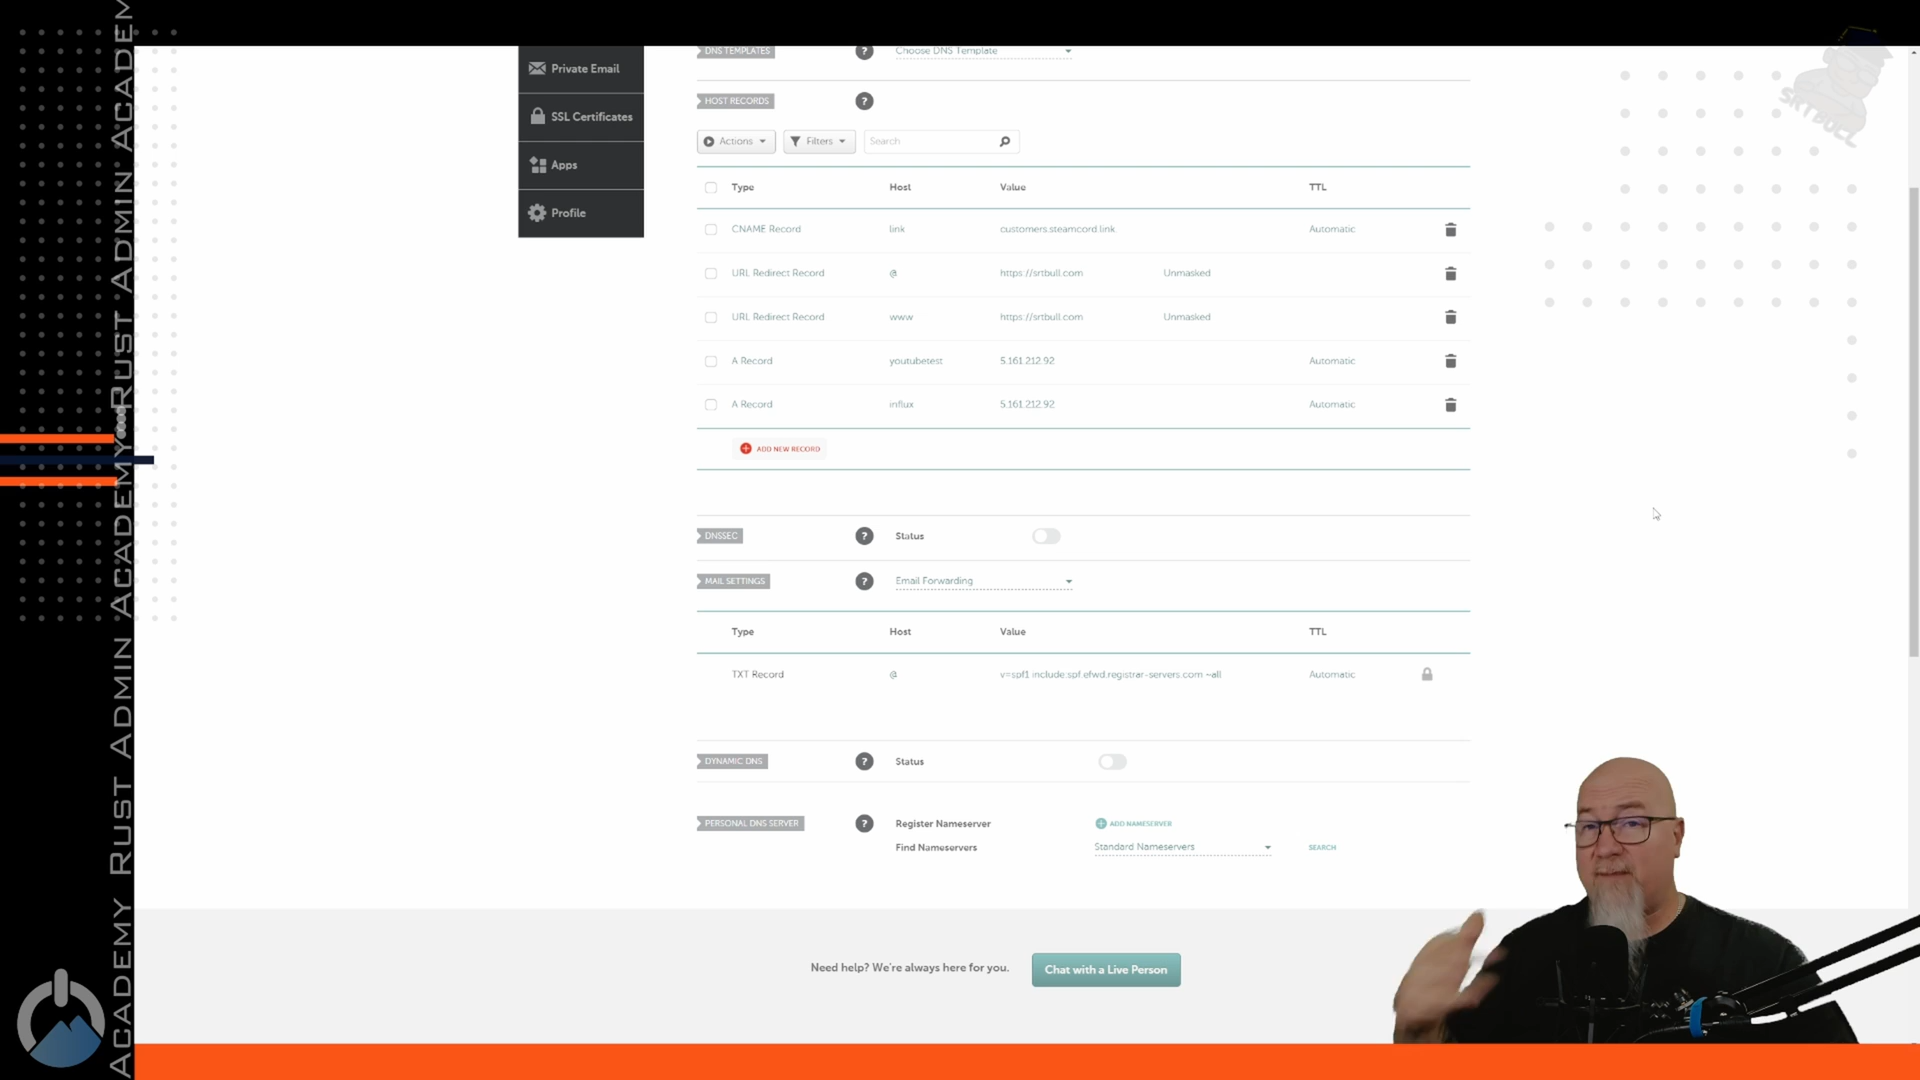 RUST ADMIN ACADEMY
ACADEMY RUST ADMIN ACADEMY
SRTBULL
Private Email
SSL Certificates
Apps
Profile
DNS TEMPLATES ? Choose DNS Template
HOST RECORDS ?
Actions Filters Search
Type Host Value TTL
CNAME Record link customers.steamcord.link. Automatic
URL Redirect Record @ https://srtbull.com Unmasked
URL Redirect Record www https://srtbull.com Unmasked
A Record youtubetest 5.161.212.92 Automatic
A Record influx 5.161.212.92 Automatic
ADD NEW RECORD
DNSSEC ? Status
MAIL SETTINGS ? Email Forwarding
Type Host Value TTL
TXT Record @ v=spf1 include:spf.efwd.registrar-servers.com ~all Automatic
DYNAMIC DNS ? Status
PERSONAL DNS SERVER ? Register Nameserver ADD NAMESERVER
Find Nameservers Standard Nameservers SEARCH
Need help? We're always here for you. Chat with a Live Person